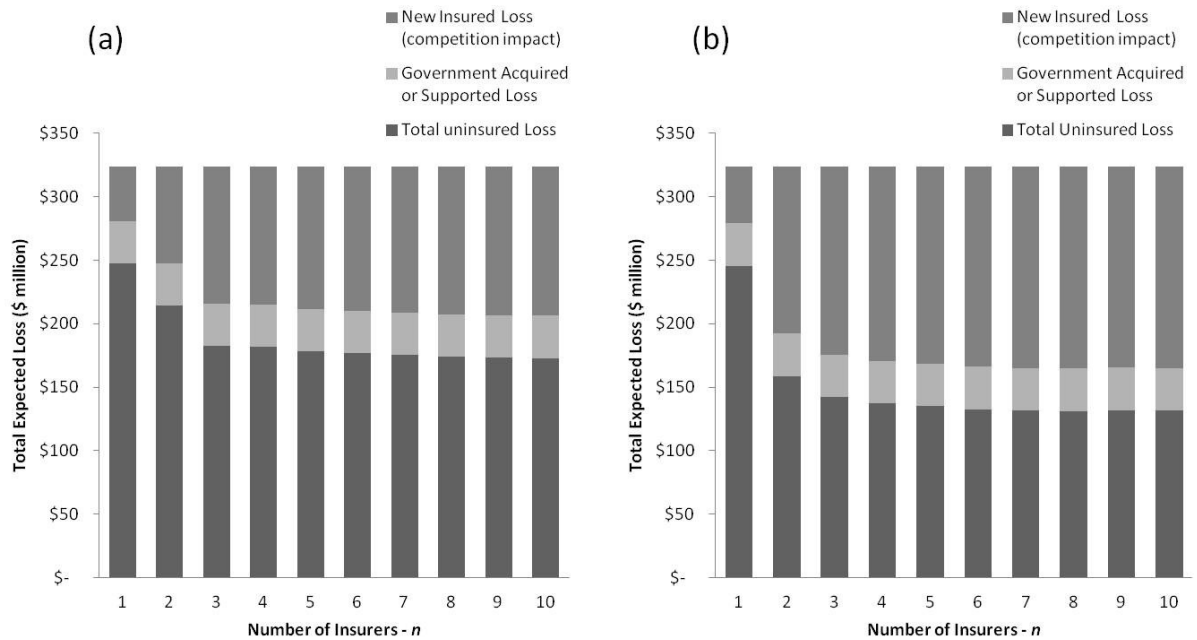 (a)
New Insured Loss
(competition impact)
Government Acquired
or Supported Loss
Total uninsured Loss
Total Expected Loss ($ million)
$350
$300
$250
$200
$150
$100
$50
$-
1 2 3 4 5 6 7 8 9 10
Number of Insurers - n
(b)
New Insured Loss
(competition impact)
Government Acquired
or Supported Loss
Total Uninsured Loss
Total Expected Loss ($ million)
$350
$300
$250
$200
$150
$100
$50
$-
1 2 3 4 5 6 7 8 9 10
Number of Insurers - n